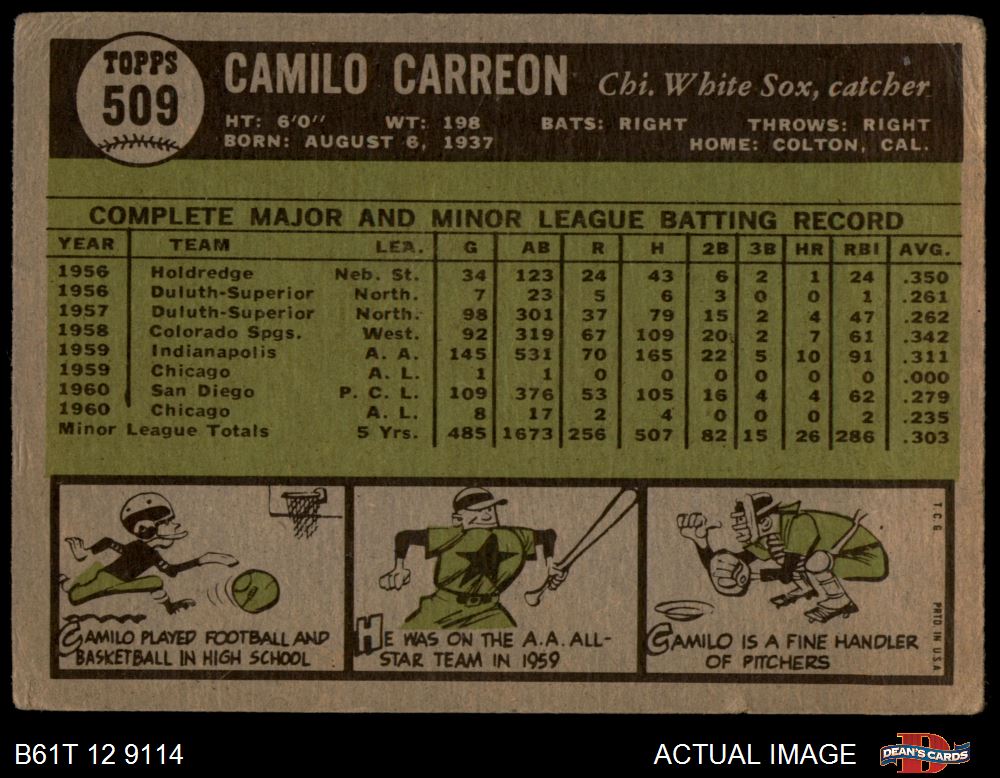 TOPPS
509
CAMILO CARREON Chi. White Sox, catcher
HT: 6'0" WT: 198 BATS: RIGHT THROWS: RIGHT
BORN: AUGUST 6, 1937 HOME: COLTON, CAL.
COMPLETE MAJOR AND MINOR LEAGUE BATTING RECORD
YEAR TEAM LEA. G AB R H 2B 3B HR RBI AVG.
1956 Holdredge Neb. St. 34 123 24 43 6 2 1 24 .350
1956 Duluth-Superior North. 7 23 5 6 3 0 0 1 .261
1957 Duluth-Superior North. 98 301 37 79 15 2 4 47 .262
1958 Colorado Spgs. West. 92 319 67 109 20 2 7 61 .342
1959 Indianapolis A. A. 145 531 70 165 22 5 10 91 .311
1959 Chicago A. L. 1 1 0 0 0 0 0 0 .000
1960 San Diego P. C. L. 109 376 53 105 16 4 4 62 .279
1960 Chicago A. L. 8 17 2 4 0 0 0 2 .235
Minor League Totals 5 Yrs. 485 1673 256 507 82 15 26 286 .303
CAMILO PLAYED FOOTBALL AND
BASKETBALL IN HIGH SCHOOL
HE WAS ON THE A.A. ALL-
STAR TEAM IN 1959
CAMILO IS A FINE HANDLER
OF PITCHERS
T.C.G.
PRTD IN U.S.A.
B61T 12 9114
ACTUAL IMAGE
DEAN'S CARDS